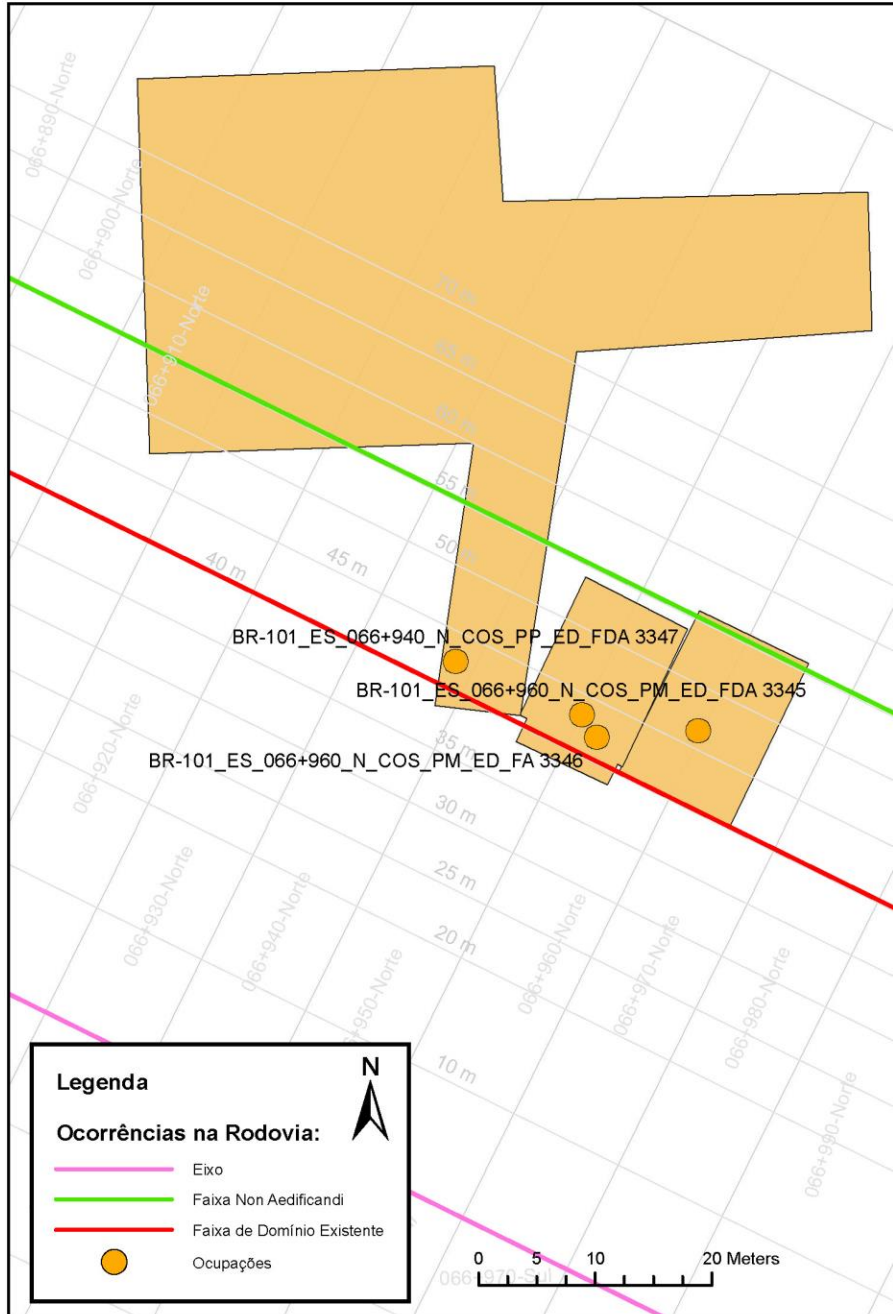 066+890-Norte
066+900-Norte
066+910-Norte
70 m
65 m
60 m
55 m
50 m
45 m
40 m
BR-101_ES_066+940_N_COS_PP_ED_FDA 3347
BR-101_ES_066+960_N_COS_PM_ED_FDA 3345
BR-101_ES_066+960_N_COS_PM_ED_FA 3346
35 m
30 m
25 m
20 m
10 m
066+920-Norte
066+930-Norte
066+940-Norte
+950-Norte
066+960-Norte
066+970-Norte
066+980-Norte
066+990-Norte
066+970-Sul
Legenda
N
Ocorrências na Rodovia:
Eixo
Faixa Non Aedificandi
Faixa de Domínio Existente
Ocupações
0 5 10 20 Meters